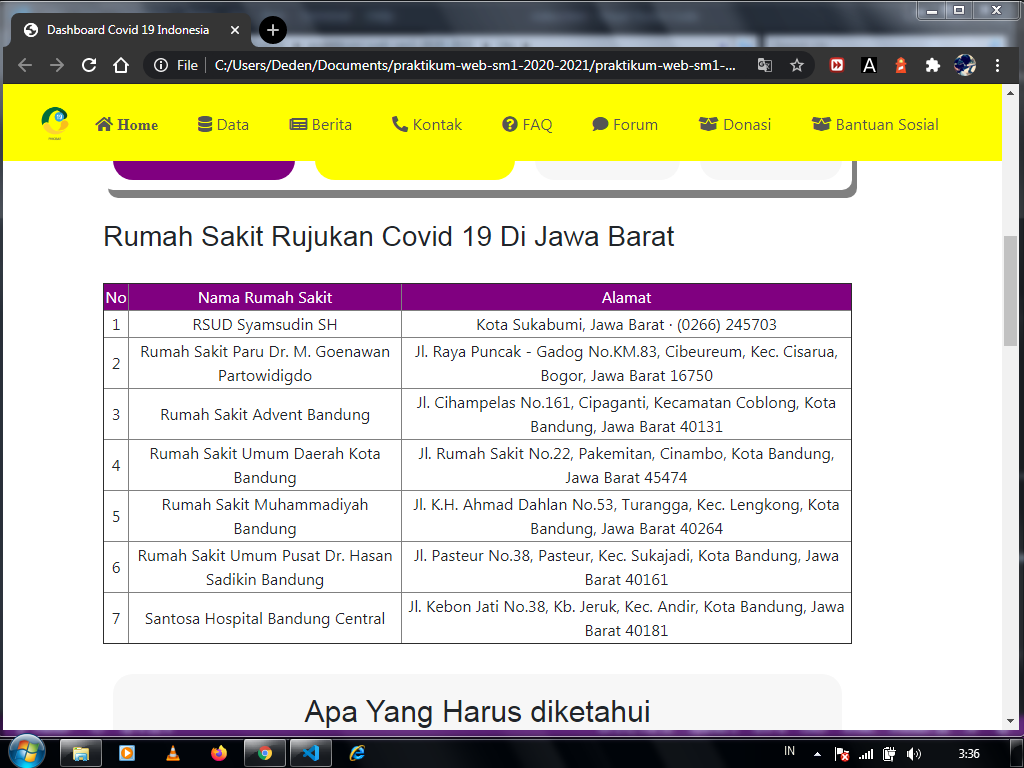 Dashboard Covid 19 Indonesia
File
C:/Users/Deden/Documents/praktikum-web-sm1-2020-2021/praktikum-web-sm1-...
Home Data Berita Kontak FAQ Forum Donasi Bantuan Sosial
Rumah Sakit Rujukan Covid 19 Di Jawa Barat
No Nama Rumah Sakit Alamat
1 RSUD Syamsudin SH Kota Sukabumi, Jawa Barat · (0266) 245703
2 Rumah Sakit Paru Dr. M. Goenawan Partowidigdo Jl. Raya Puncak - Gadog No.KM.83, Cibeureum, Kec. Cisarua, Bogor, Jawa Barat 16750
3 Rumah Sakit Advent Bandung Jl. Cihampelas No.161, Cipaganti, Kecamatan Coblong, Kota Bandung, Jawa Barat 40131
4 Rumah Sakit Umum Daerah Kota Bandung Jl. Rumah Sakit No.22, Pakemitan, Cinambo, Kota Bandung, Jawa Barat 45474
5 Rumah Sakit Muhammadiyah Bandung Jl. K.H. Ahmad Dahlan No.53, Turangga, Kec. Lengkong, Kota Bandung, Jawa Barat 40264
6 Rumah Sakit Umum Pusat Dr. Hasan Sadikin Bandung Jl. Pasteur No.38, Pasteur, Kec. Sukajadi, Kota Bandung, Jawa Barat 40161
7 Santosa Hospital Bandung Central Jl. Kebon Jati No.38, Kb. Jeruk, Kec. Andir, Kota Bandung, Jawa Barat 40181
Apa Yang Harus diketahui
IN 3:36